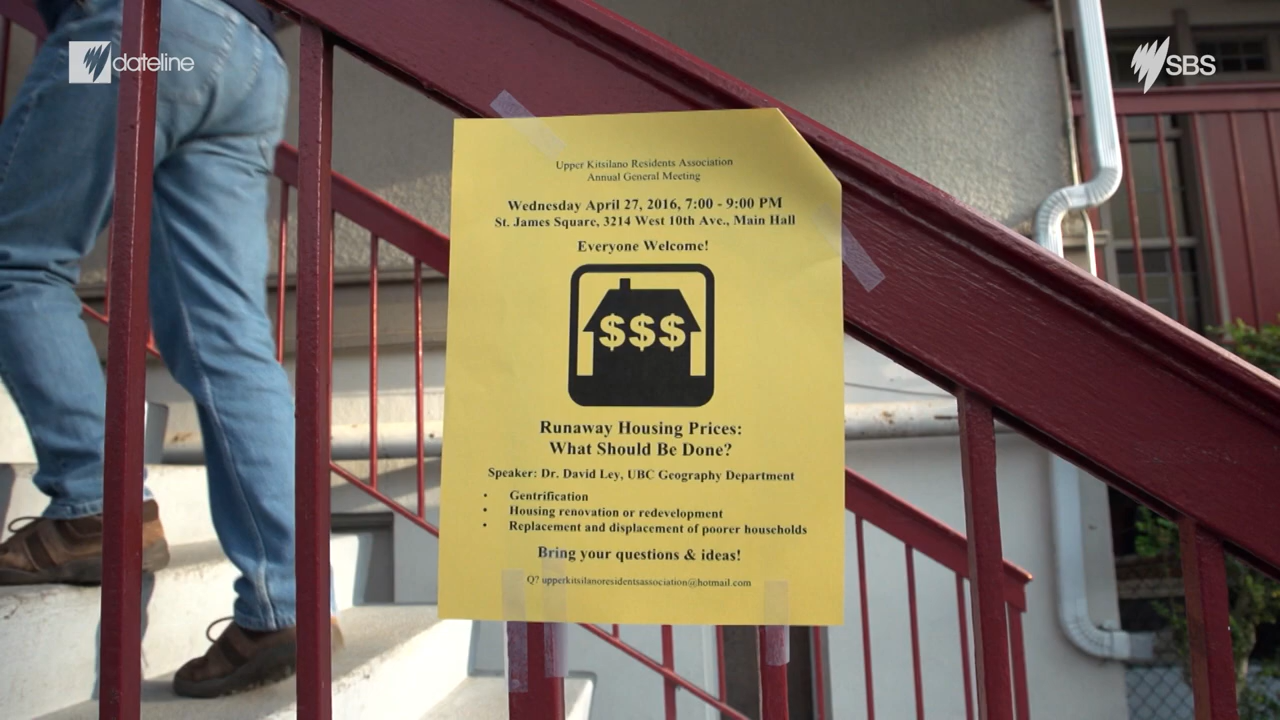 dateline
SBS
Upper Kitsilano Residents Association
Annual General Meeting
Wednesday April 27, 2016, 7:00 - 9:00 PM
St. James Square, 3214 West 10th Ave., Main Hall
Everyone Welcome!
$$$
Runaway Housing Prices:
What Should Be Done?
Speaker: Dr. David Ley, UBC Geography Department
• Gentrification
• Housing renovation or redevelopment
• Replacement and displacement of poorer households
Bring your questions & ideas!
Q? upperkitsilanoresidentsassociation@hotmail.com